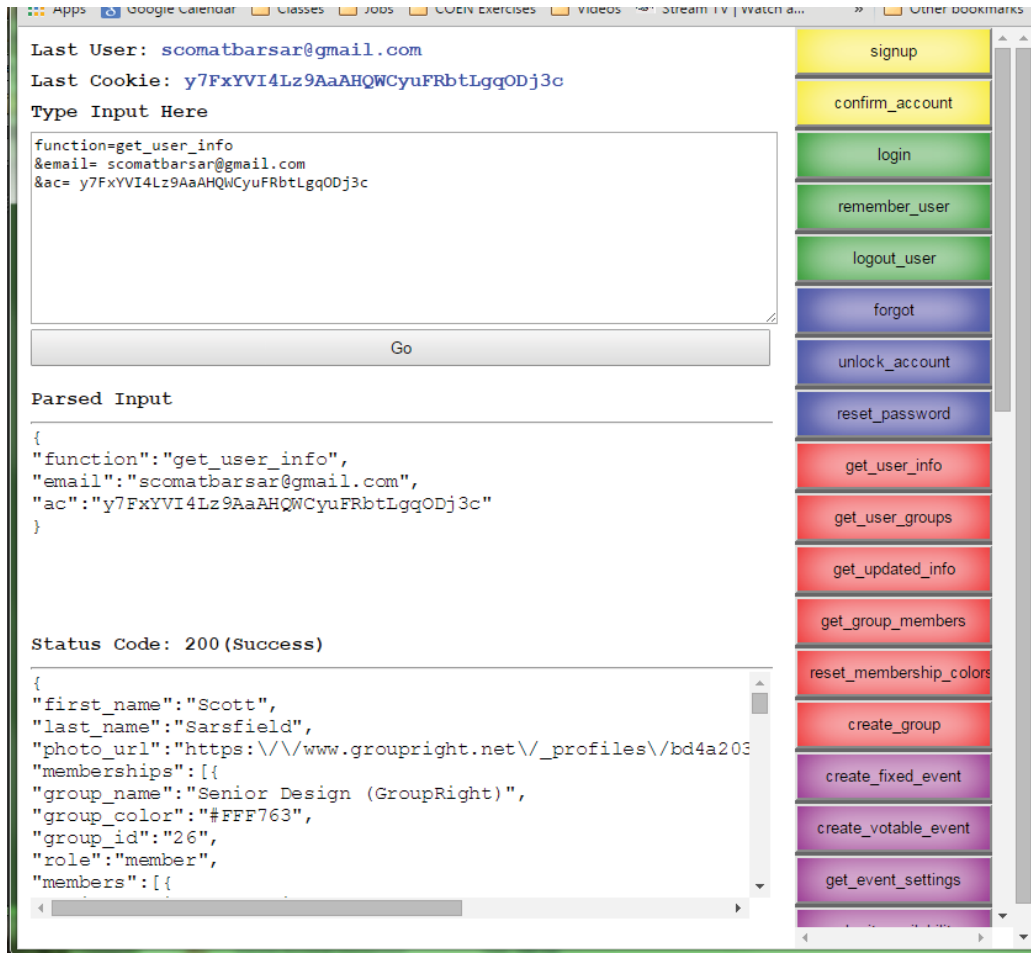 Apps Google Calendar Classes Jobs COEN Exercises Videos Stream TV | Watch a... » Other bookmarks
Last User: scomatbarsar@gmail.com
Last Cookie: y7FxYVI4Lz9AaAHQWCyuFRbtLgqODj3c
Type Input Here
function=get_user_info
&email= scomatbarsar@gmail.com
&ac= y7FxYVI4Lz9AaAHQWCyuFRbtLgqODj3c
Go
Parsed Input
{
"function":"get_user_info",
"email":"scomatbarsar@gmail.com",
"ac":"y7FxYVI4Lz9AaAHQWCyuFRbtLgqODj3c"
}
Status Code: 200(Success)
{
"first_name":"Scott",
"last_name":"Sarsfield",
"photo_url":"https:\/\/www.groupright.net\/_profiles\/bd4a203
"memberships":[{
"group_name":"Senior Design (GroupRight)",
"group_color":"#FFF763",
"group_id":"26",
"role":"member",
"members":[{
signup
confirm_account
login
remember_user
logout_user
forgot
unlock_account
reset_password
get_user_info
get_user_groups
get_updated_info
get_group_members
reset_membership_colors
create_group
create_fixed_event
create_votable_event
get_event_settings